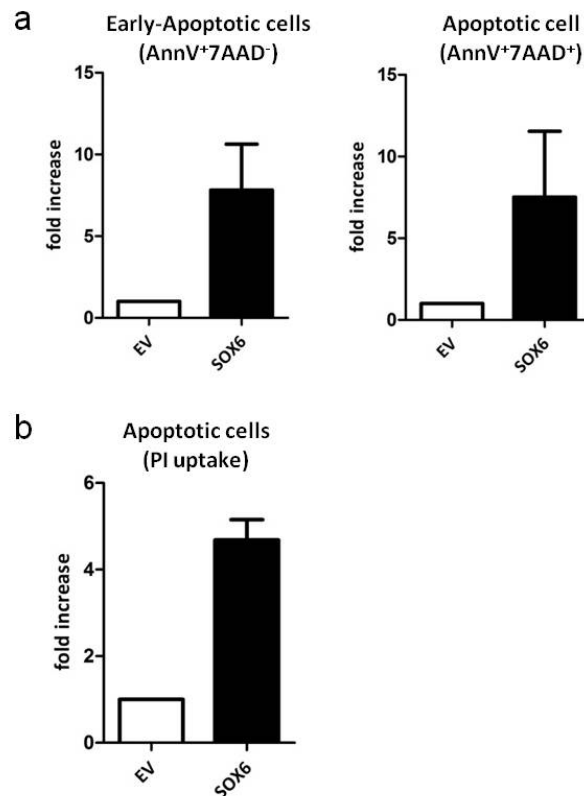 a
Early-Apoptotic cells
(AnnV⁺7AAD⁻)
15
10
5
0
fold increase
EV
SOX6
Apoptotic cell
(AnnV⁺7AAD⁺)
15
10
5
0
fold increase
EV
SOX6
b
Apoptotic cells
(PI uptake)
6
4
2
0
fold increase
EV
SOX6